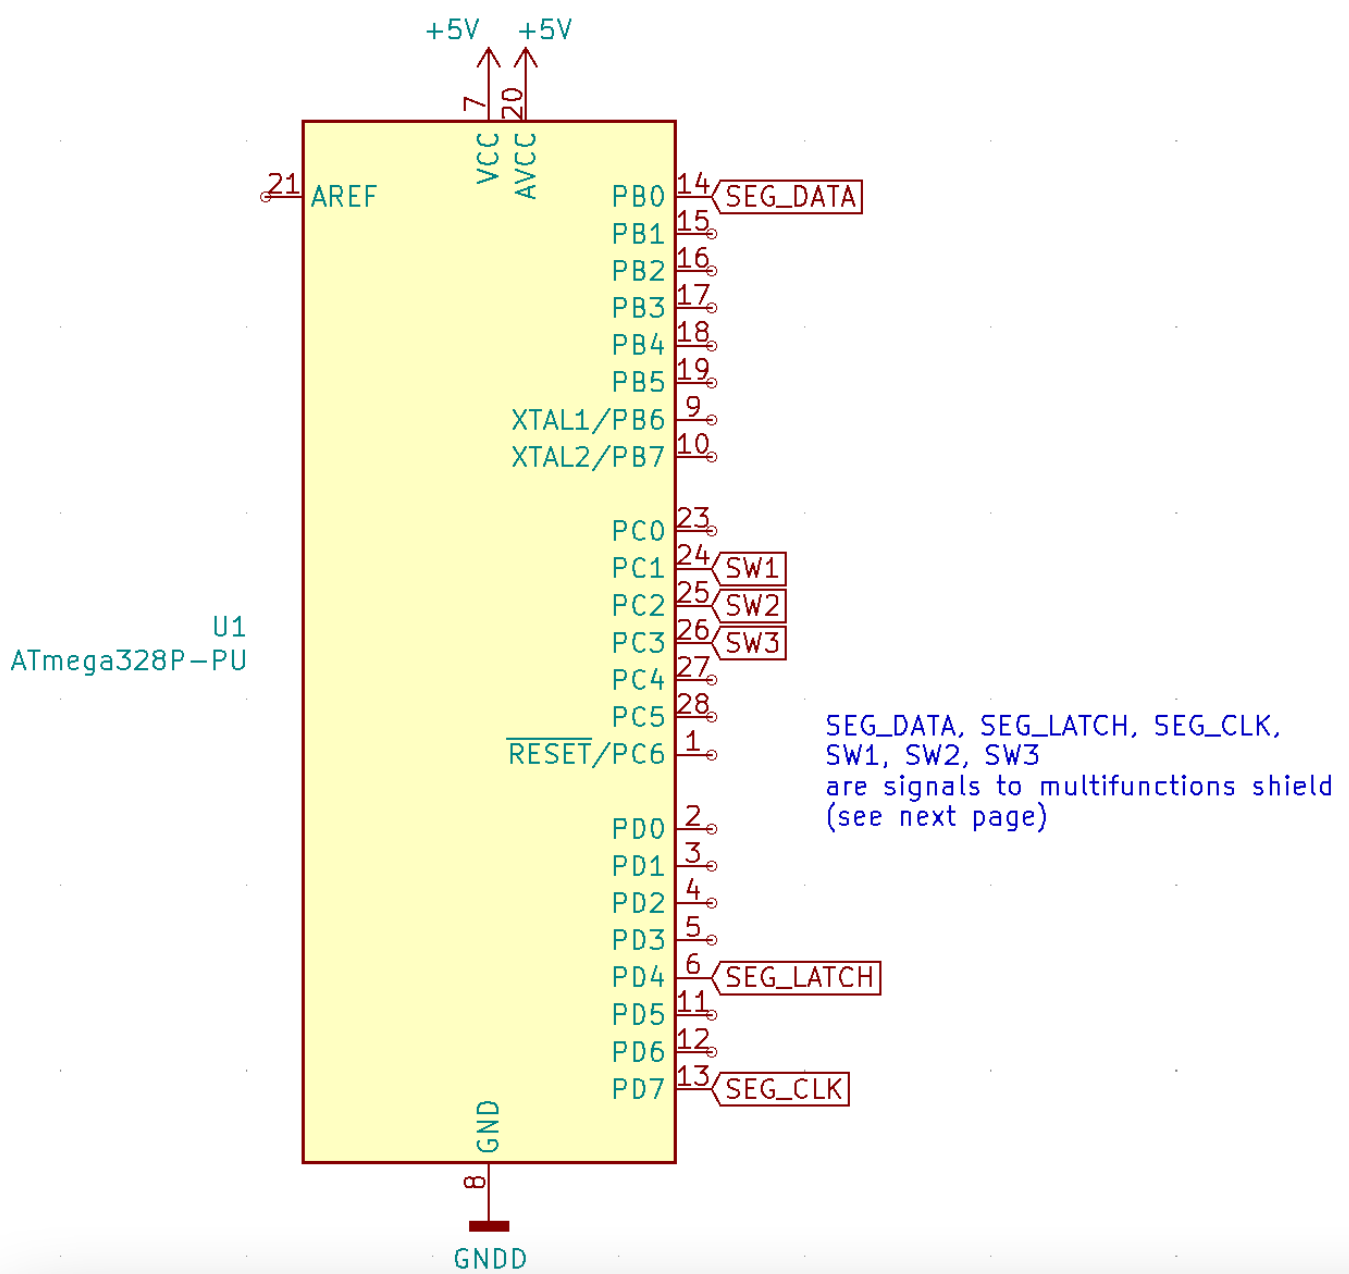 +5V +5V
7 20
VCC AVCC
21 AREF
PB0 14 SEG_DATA
PB1 15
PB2 16
PB3 17
PB4 18
PB5 19
XTAL1/PB6 9
XTAL2/PB7 10
PC0 23
PC1 24 SW1
PC2 25 SW2
PC3 26 SW3
PC4 27
PC5 28
RESET/PC6 1
U1
ATmega328P-PU
SEG_DATA, SEG_LATCH, SEG_CLK,
SW1, SW2, SW3
are signals to multifunctions shield
(see next page)
PD0 2
PD1 3
PD2 4
PD3 5
PD4 6 SEG_LATCH
PD5 11
PD6 12
PD7 13 SEG_CLK
GND
8
GNDD